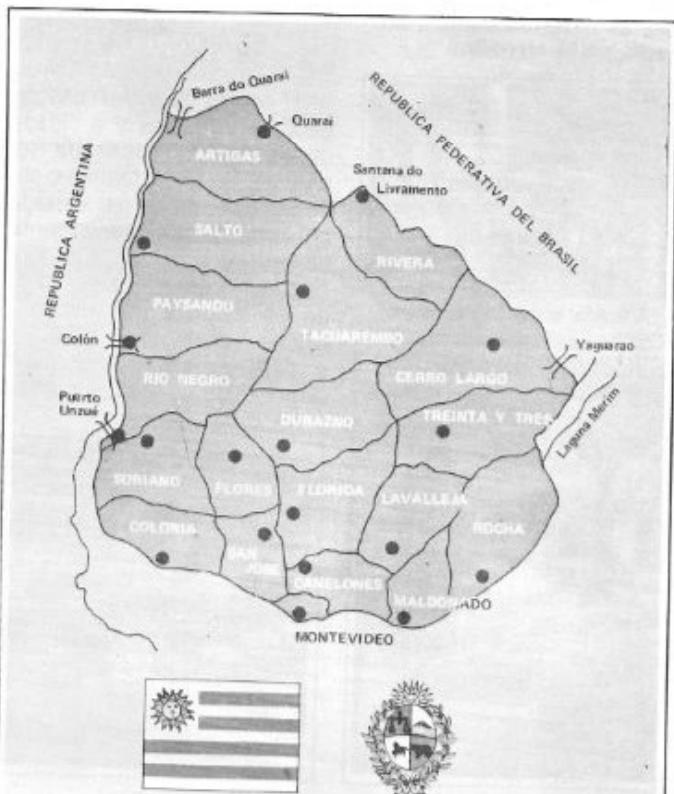 Barra do Quarai
Quarai
REPUBLICA FEDERATIVA DEL BRASIL
REPUBLICA ARGENTINA
ARTIGAS
Santana do
Livramento
SALTO
RIVERA
PAYSANDU
TACUAREMBO
Colón
Yaguarao
RIO NEGRO
CERRO LARGO
Puerto
Unzué
DURAZNO
TREINTA Y TRES
Laguna Merim
SORIANO
FLORES
FLORIDA
LAVALLEJA
COLONIA
ROCHA
SAN
JOSE
CANELONES
MALDONADO
MONTEVIDEO